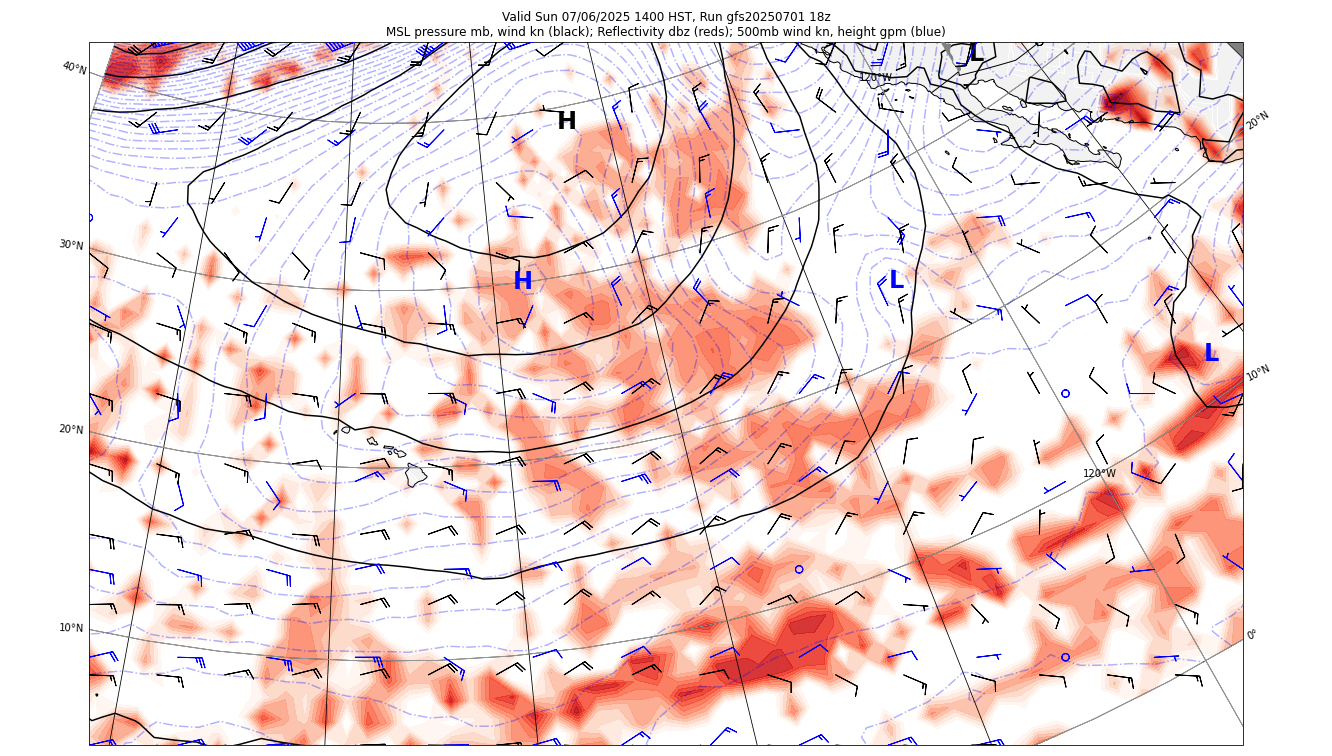 Valid Sun 07/06/2025 1400 HST, Run gfs20250701 18z
MSL pressure mb, wind kn (black); Reflectivity dbz (reds); 500mb wind kn, height gpm (blue)
L
40°N
120°W
H
20°N
30°N
H
L
L
10°N
20°N
120°W
10°N
0°